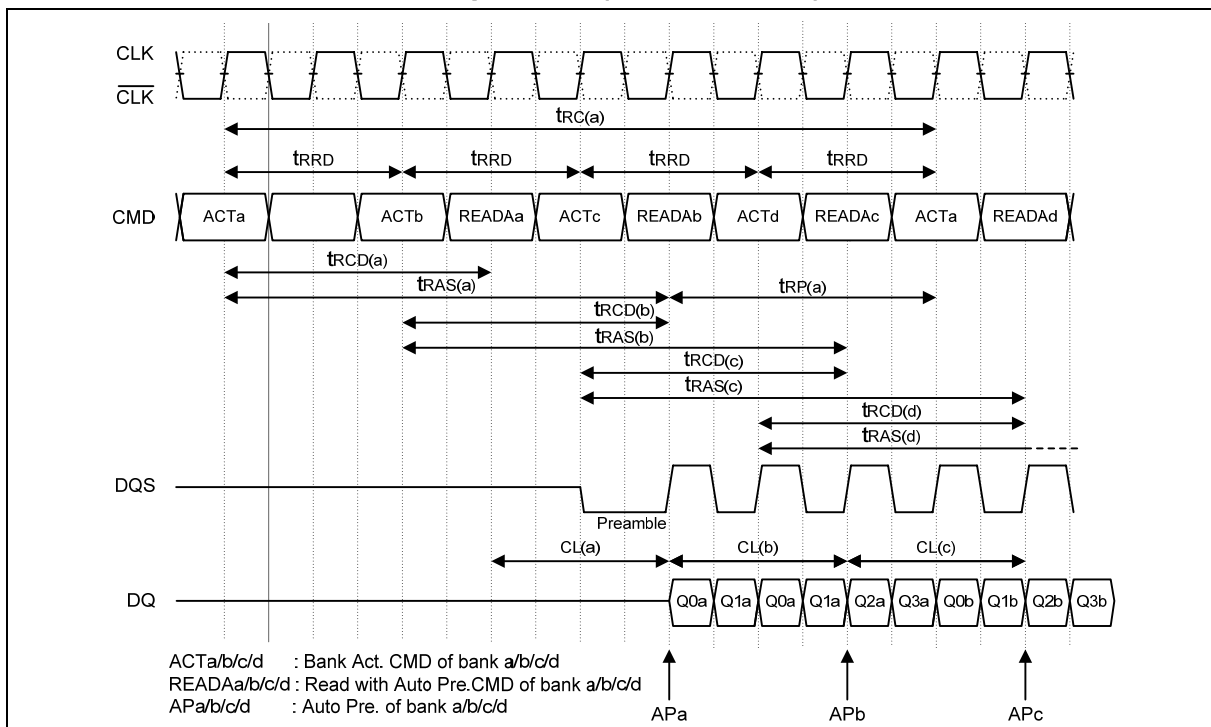 CLK
CLK
tRC(a)
tRRD tRRD tRRD tRRD
CMD ACTa ACTb READAa ACTc READAb ACTd READAc ACTa READAd
tRCD(a)
tRAS(a) tRP(a)
tRCD(b)
tRAS(b)
tRCD(c)
tRAS(c)
tRCD(d)
tRAS(d)
DQS
Preamble
CL(a) CL(b) CL(c)
DQ Q0a Q1a Q0a Q1a Q2a Q3a Q0b Q1b Q2b Q3b
ACTa/b/c/d : Bank Act. CMD of bank a/b/c/d
READAa/b/c/d : Read with Auto Pre.CMD of bank a/b/c/d
APa/b/c/d : Auto Pre. of bank a/b/c/d
APa APb APc